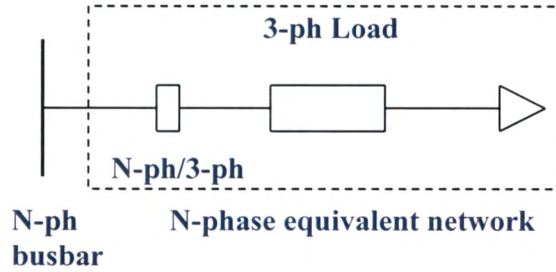 3-ph Load
N-ph/3-ph
N-ph
busbar
N-phase equivalent network